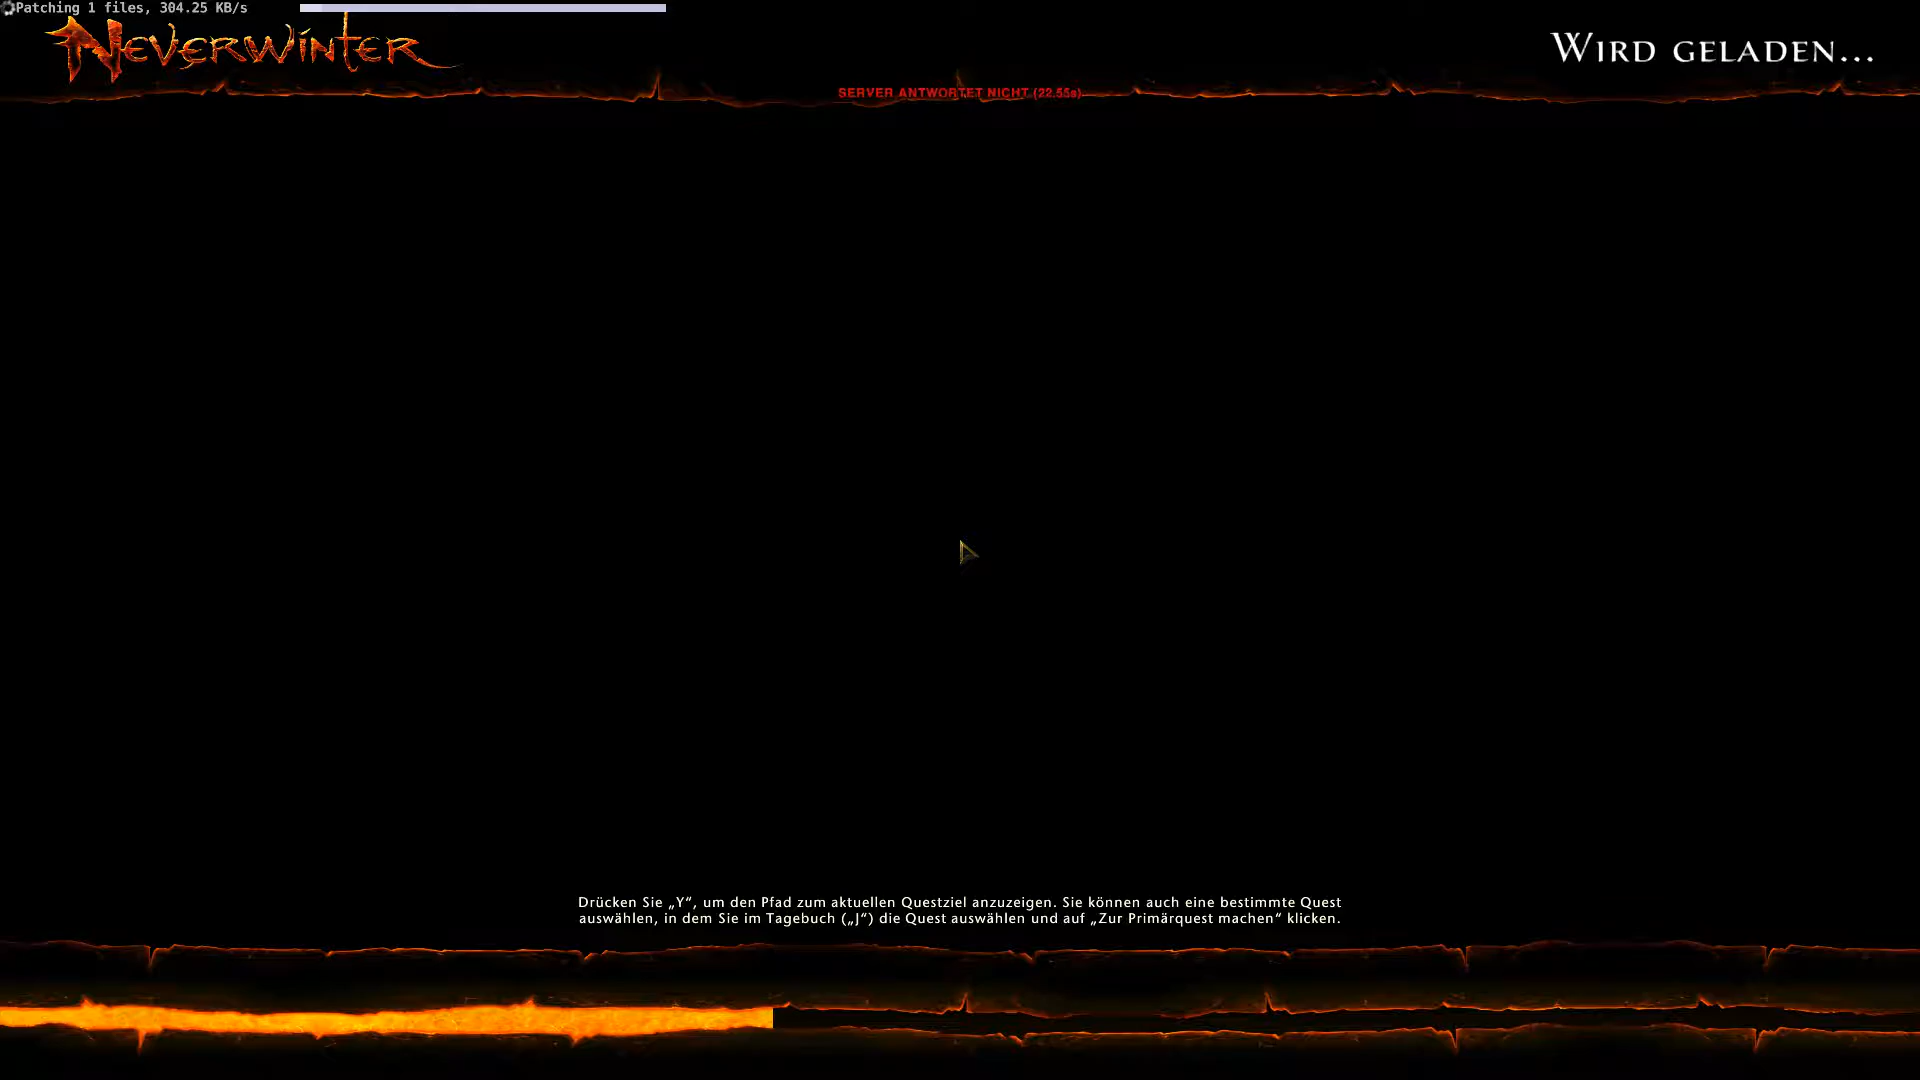 Patching 1 files, 304.25 KB/s
NEVERWINTER
WIRD GELADEN...
SERVER ANTWORTET NICHT (22.55s)
Drücken Sie „Y“, um den Pfad zum aktuellen Questziel anzuzeigen. Sie können auch eine bestimmte Quest
auswählen, in dem Sie im Tagebuch („J“) die Quest auswählen und auf „Zur Primärquest machen“ klicken.